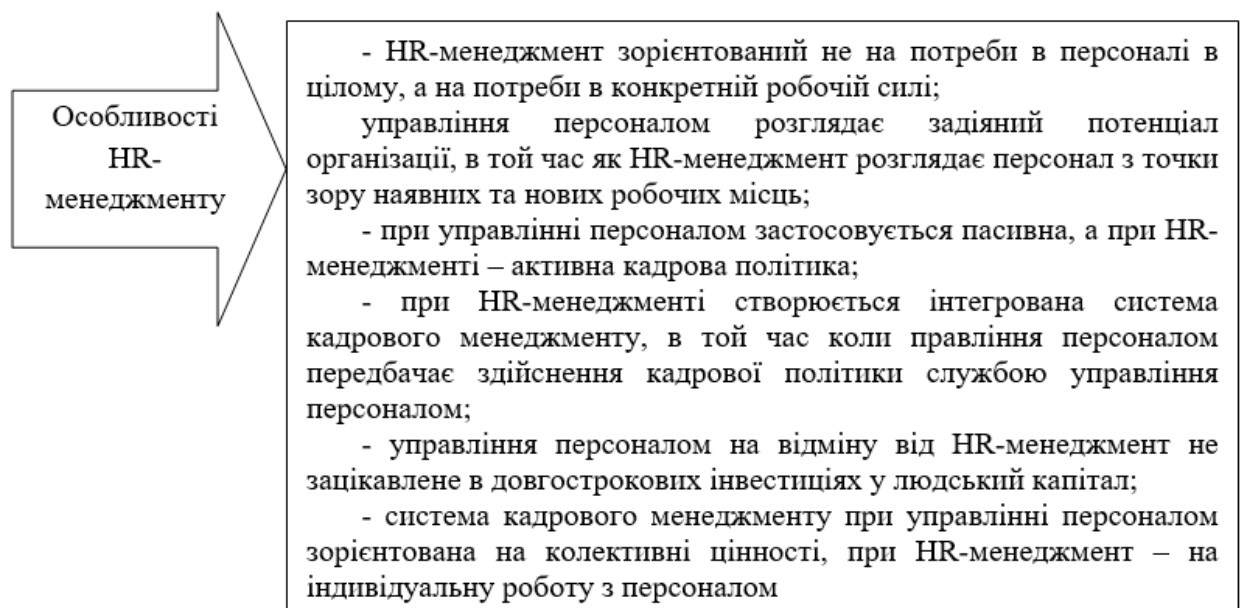 Особливості
HR-
менеджменту
- HR-менеджмент зорієнтований не на потреби в персоналі в
цілому, а на потреби в конкретній робочій силі;
управління персоналом розглядає задіяний потенціал
організації, в той час як HR-менеджмент розглядає персонал з точки
зору наявних та нових робочих місць;
- при управлінні персоналом застосовується пасивна, а при HR-
менеджменті – активна кадрова політика;
- при HR-менеджменті створюється інтегрована система
кадрового менеджменту, в той час коли правління персоналом
передбачає здійснення кадрової політики службою управління
персоналом;
- управління персоналом на відміну від HR-менеджмент не
зацікавлене в довгострокових інвестиціях у людський капітал;
- система кадрового менеджменту при управлінні персоналом
зорієнтована на колективні цінності, при HR-менеджмент – на
індивідуальну роботу з персоналом